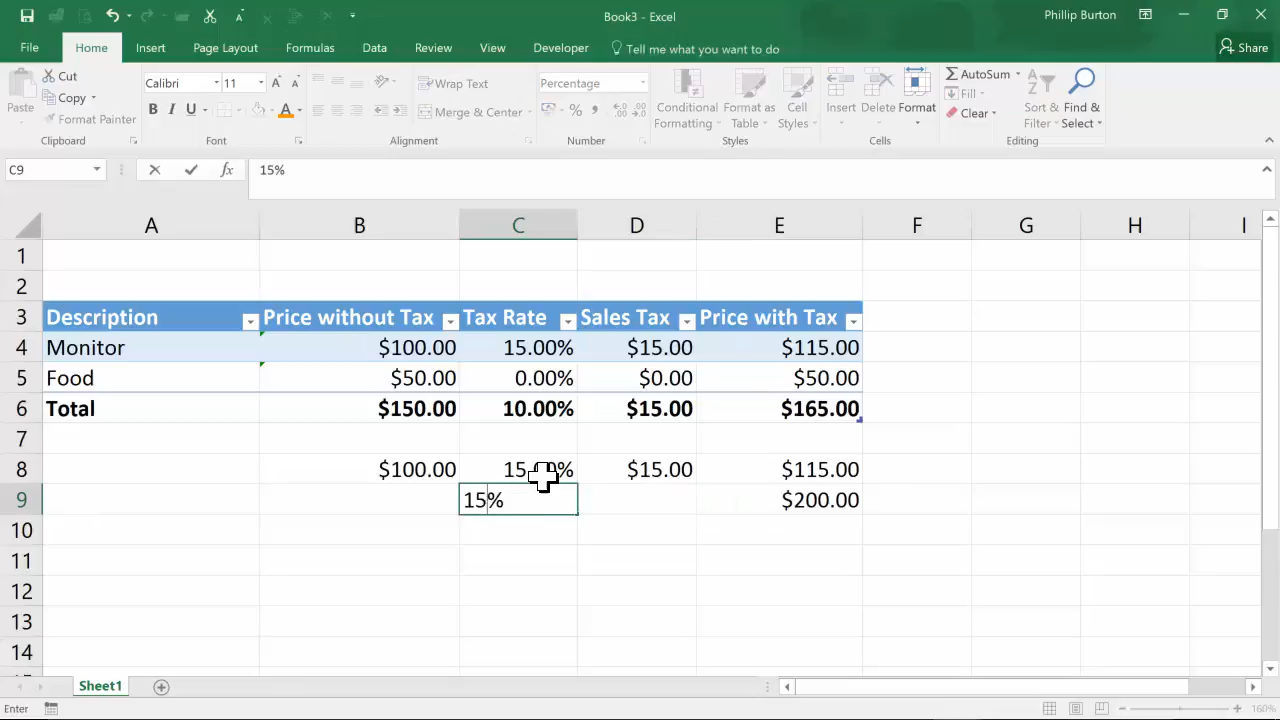 Book3 - Excel
Phillip Burton
File Home Insert Page Layout Formulas Data Review View Developer Tell me what you want to do Share
Paste
Cut
Copy
Format Painter
Clipboard
Calibri 11
B I U
Font
Wrap Text
Merge & Center
Alignment
Percentage
%
Number
Conditional Formatting
Format as Table
Cell Styles
Styles
Insert Delete Format
Cells
AutoSum
Fill
Clear
Sort & Filter
Find & Select
Editing
C9 fx 15%
A B C D E F G H I
1
2
3 Description Price without Tax Tax Rate Sales Tax Price with Tax
4 Monitor $100.00 15.00% $15.00 $115.00
5 Food $50.00 0.00% $0.00 $50.00
6 Total $150.00 10.00% $15.00 $165.00
7
8 $100.00 15.00% $15.00 $115.00
9 15% $200.00
10
11
12
13
14
Sheet1
Enter 160%